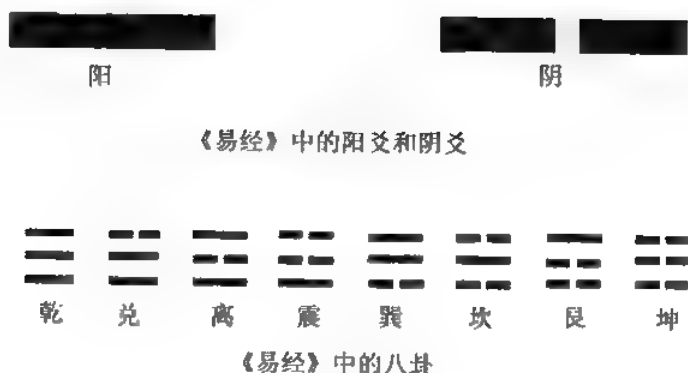 阳 阴
《易经》中的阳爻和阴爻
乾 兑 离 震 巽 坎 艮 坤
《易经》中的八卦